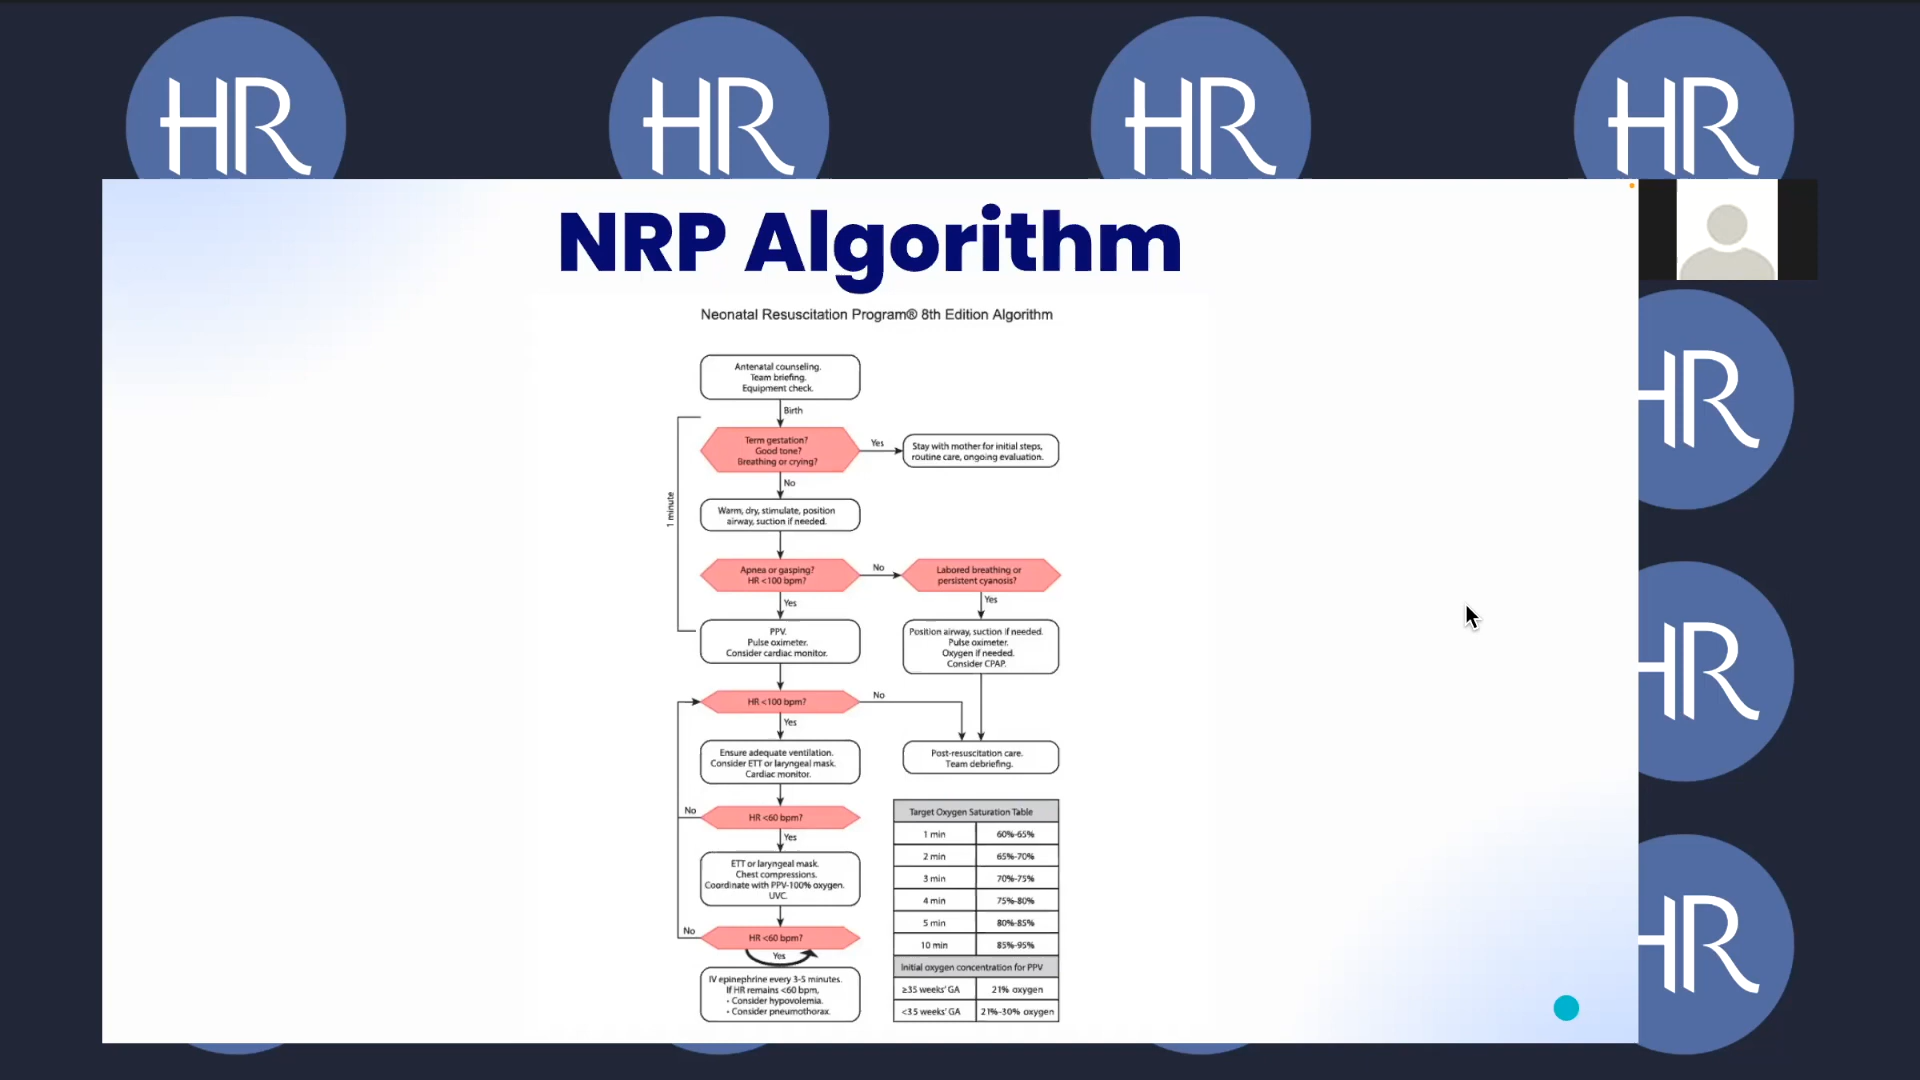 HR HR HR HR
NRP Algorithm
Neonatal Resuscitation Program® 8th Edition Algorithm
Antenatal counseling.
Team briefing.
Equipment check.
Birth
Term gestation?
Good tone?
Breathing or crying?
Yes
Stay with mother for initial steps,
routine care, ongoing evaluation.
No
1 minute
Warm, dry, stimulate, position
airway, suction if needed.
Apnea or gasping?
HR <100 bpm?
No
Labored breathing or
persistent cyanosis?
Yes
Yes
PPV.
Pulse oximeter.
Consider cardiac monitor.
Position airway, suction if needed.
Pulse oximeter.
Oxygen if needed.
Consider CPAP.
HR <100 bpm?
No
Yes
Ensure adequate ventilation.
Consider ETT or laryngeal mask.
Cardiac monitor.
Post-resuscitation care.
Team debriefing.
No
HR <60 bpm?
Yes
ETT or laryngeal mask.
Chest compressions.
Coordinate with PPV-100% oxygen.
UVC.
No
HR <60 bpm?
Yes
IV epinephrine every 3-5 minutes.
If HR remains <60 bpm,
• Consider hypovolemia.
• Consider pneumothorax.
Target Oxygen Saturation Table
1 min 60%-65%
2 min 65%-70%
3 min 70%-75%
4 min 75%-80%
5 min 80%-85%
10 min 85%-95%
Initial oxygen concentration for PPV
≥35 weeks' GA 21% oxygen
<35 weeks' GA 21%-30% oxygen
HR
HR
HR